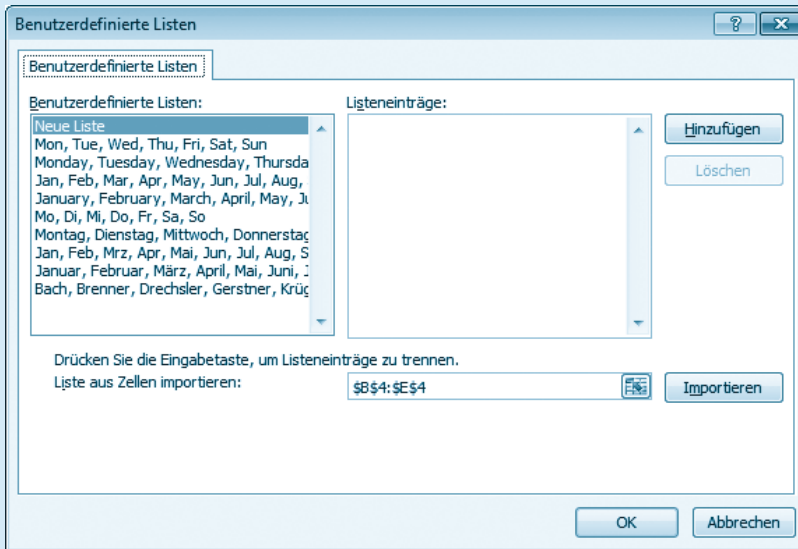 Benutzerdefinierte Listen
Benutzerdefinierte Listen
Benutzerdefinierte Listen:
Neue Liste
Mon, Tue, Wed, Thu, Fri, Sat, Sun
Monday, Tuesday, Wednesday, Thursda
Jan, Feb, Mar, Apr, May, Jun, Jul, Aug,
January, February, March, April, May, Ju
Mo, Di, Mi, Do, Fr, Sa, So
Montag, Dienstag, Mittwoch, Donnerstag
Jan, Feb, Mrz, Apr, Mai, Jun, Jul, Aug, S
Januar, Februar, März, April, Mai, Juni, J
Bach, Brenner, Drechsler, Gerstner, Krüg
Listeneinträge:
Hinzufügen
Löschen
Drücken Sie die Eingabetaste, um Listeneinträge zu trennen.
Liste aus Zellen importieren:
$B$4:$E$4
Importieren
OK
Abbrechen